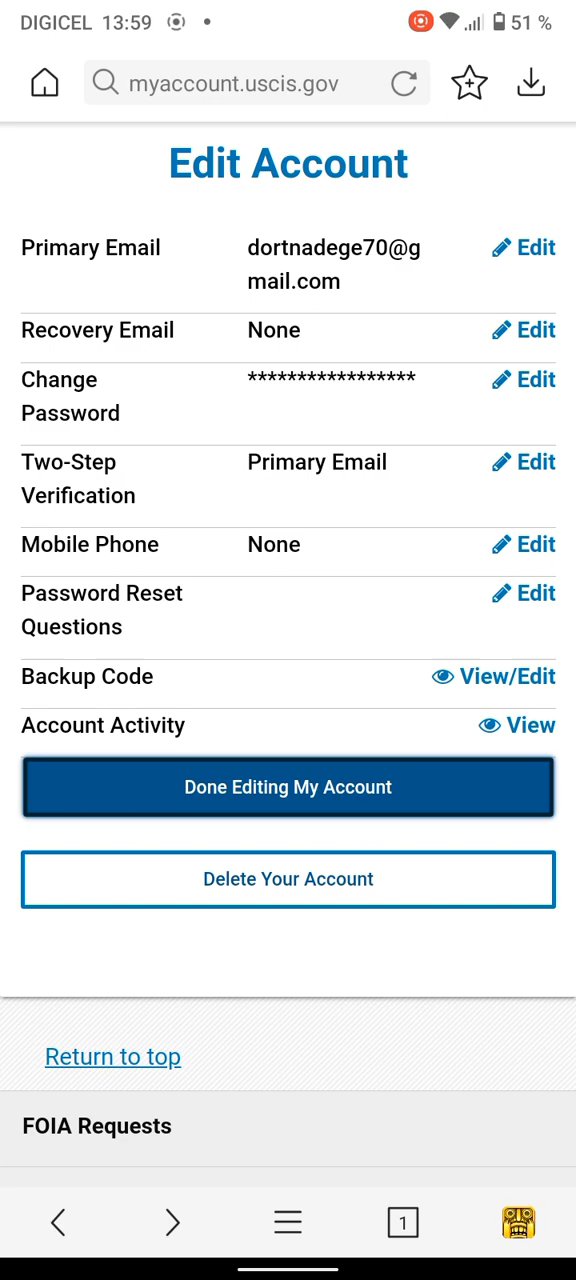 DIGICEL 13:59 51 %
myaccount.uscis.gov
Edit Account
Primary Email dortnadege70@g Edit
mail.com
Recovery Email None Edit
Change **************** Edit
Password
Two-Step Primary Email Edit
Verification
Mobile Phone None Edit
Password Reset Edit
Questions
Backup Code View/Edit
Account Activity View
Done Editing My Account
Delete Your Account
Return to top
FOIA Requests
1